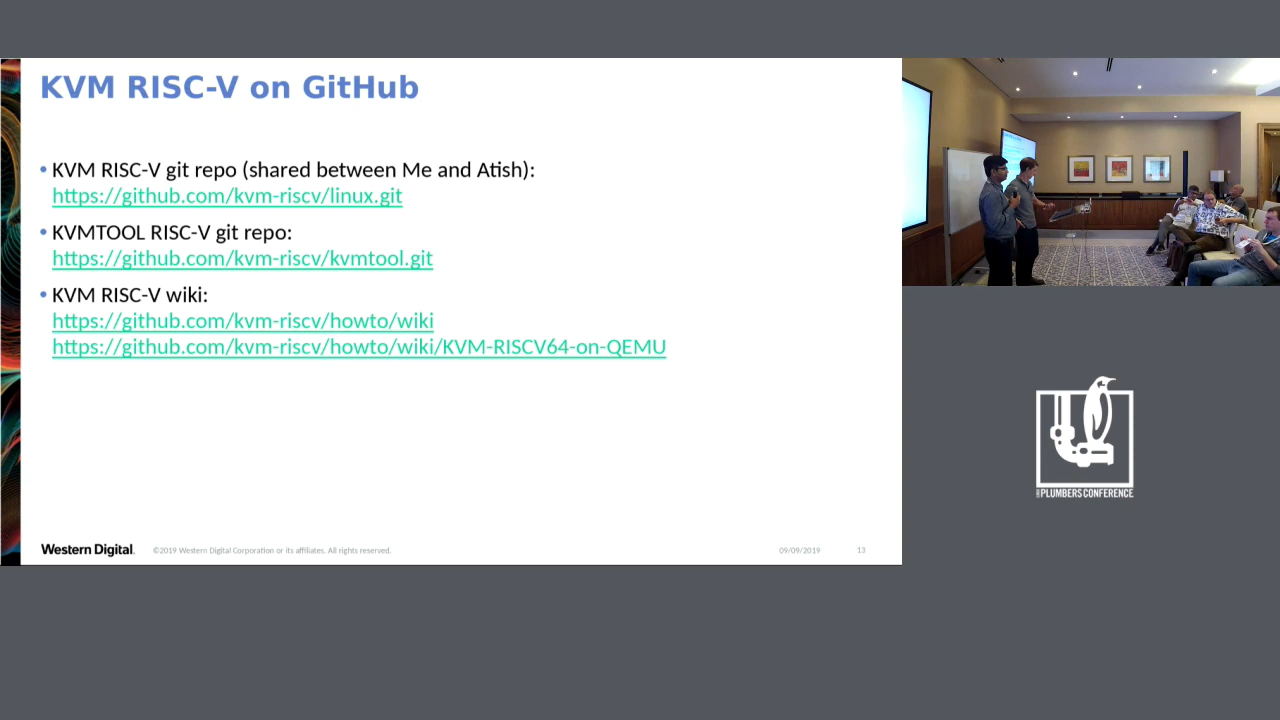 KVM RISC-V on GitHub
• KVM RISC-V git repo (shared between Me and Atish):
https://github.com/kvm-riscv/linux.git
• KVMTOOL RISC-V git repo:
https://github.com/kvm-riscv/kvmtool.git
• KVM RISC-V wiki:
https://github.com/kvm-riscv/howto/wiki
https://github.com/kvm-riscv/howto/wiki/KVM-RISCV64-on-QEMU
Western Digital.
©2019 Western Digital Corporation or its affiliates. All rights reserved.
09/09/2019
13
PLUMBERS CONFERENCE